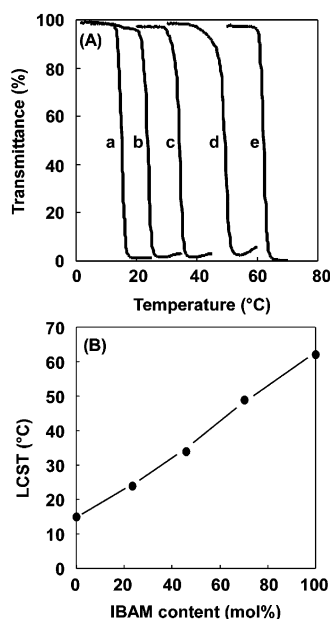 (A)
Transmittance (%)
100
80
60
40
20
0
a b c d e
0 20 40 60 80
Temperature (°C)
(B)
LCST (°C)
70
60
50
40
30
20
10
0
0 20 40 60 80 100
IBAM content (mol%)